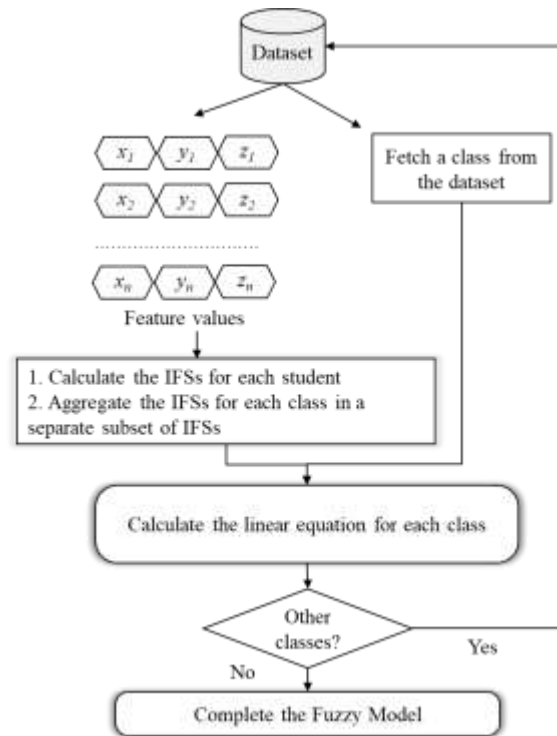 Dataset
x1 y1 z1
x2 y2 z2
..............................
xn yn zn
Feature values
Fetch a class from
the dataset
1. Calculate the IFSs for each student
2. Aggregate the IFSs for each class in a
separate subset of IFSs
Calculate the linear equation for each class
Other
classes?
Yes
No
Complete the Fuzzy Model